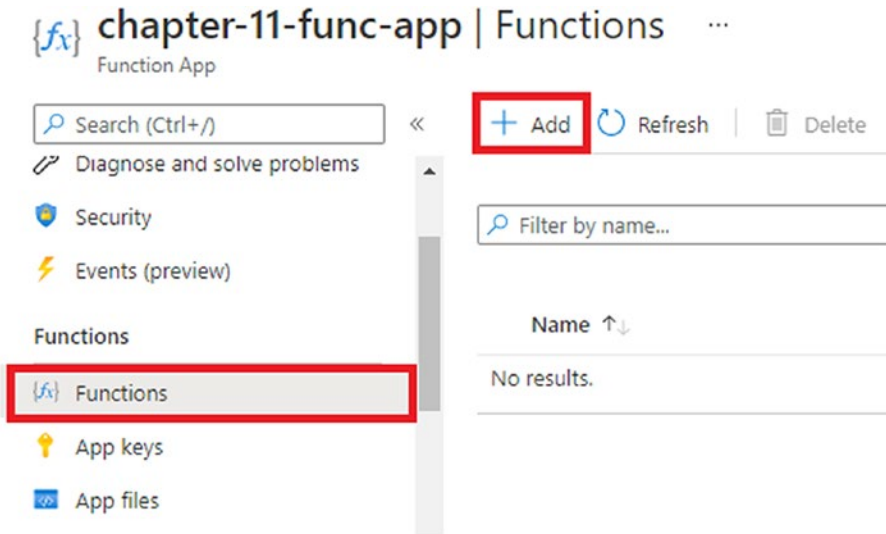 {fx} chapter-11-func-app | Functions ...
Function App
Search (Ctrl+/) «
Diagnose and solve problems
Security
Events (preview)
Functions
{fx} Functions
App keys
App files
+ Add Refresh | Delete
Filter by name...
Name ↑↓
No results.